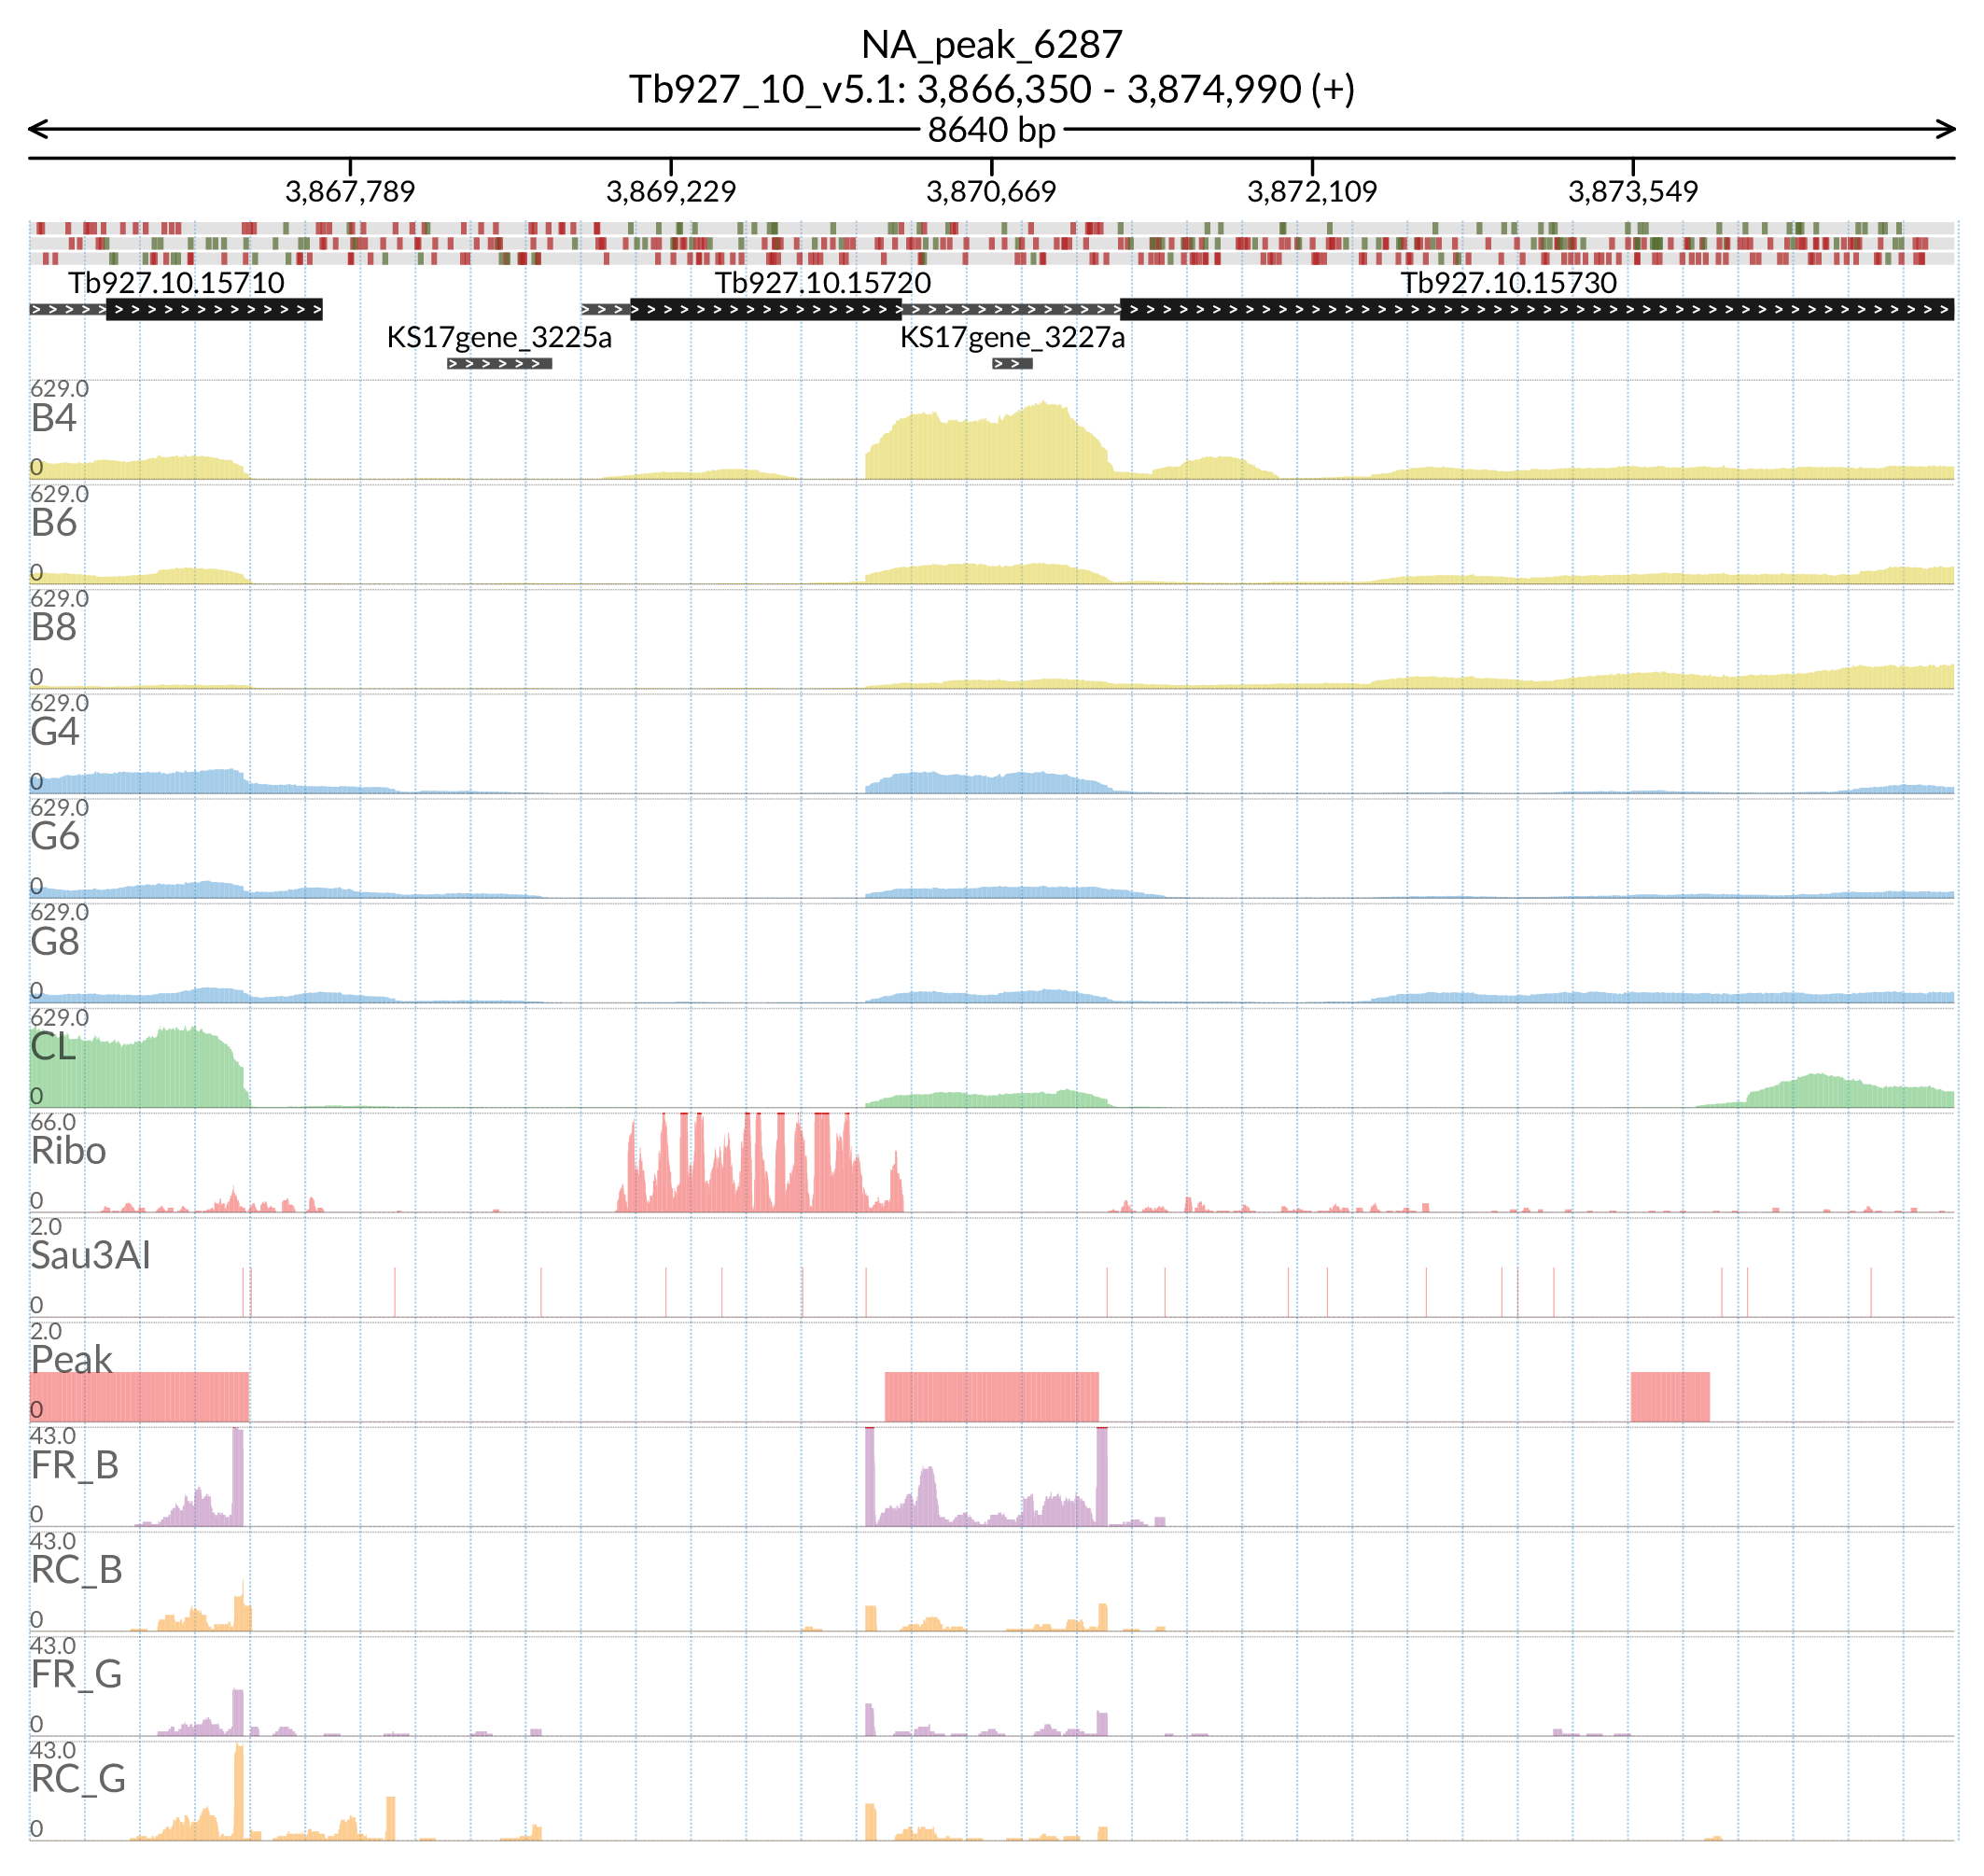 NA_peak_6287
Tb927_10_v5.1: 3,866,350 - 3,874,990 (+)
8640 bp
3,867,789 3,869,229 3,870,669 3,872,109 3,873,549
Tb927.10.15710 Tb927.10.15720 Tb927.10.15730
KS17gene_3225a KS17gene_3227a
629.0
B4
0
629.0
B6
0
629.0
B8
0
629.0
G4
0
629.0
G6
0
629.0
G8
0
629.0
CL
0
66.0
Ribo
0
2.0
Sau3AI
0
2.0
Peak
0
43.0
FR_B
0
43.0
RC_B
0
43.0
FR_G
0
43.0
RC_G
0